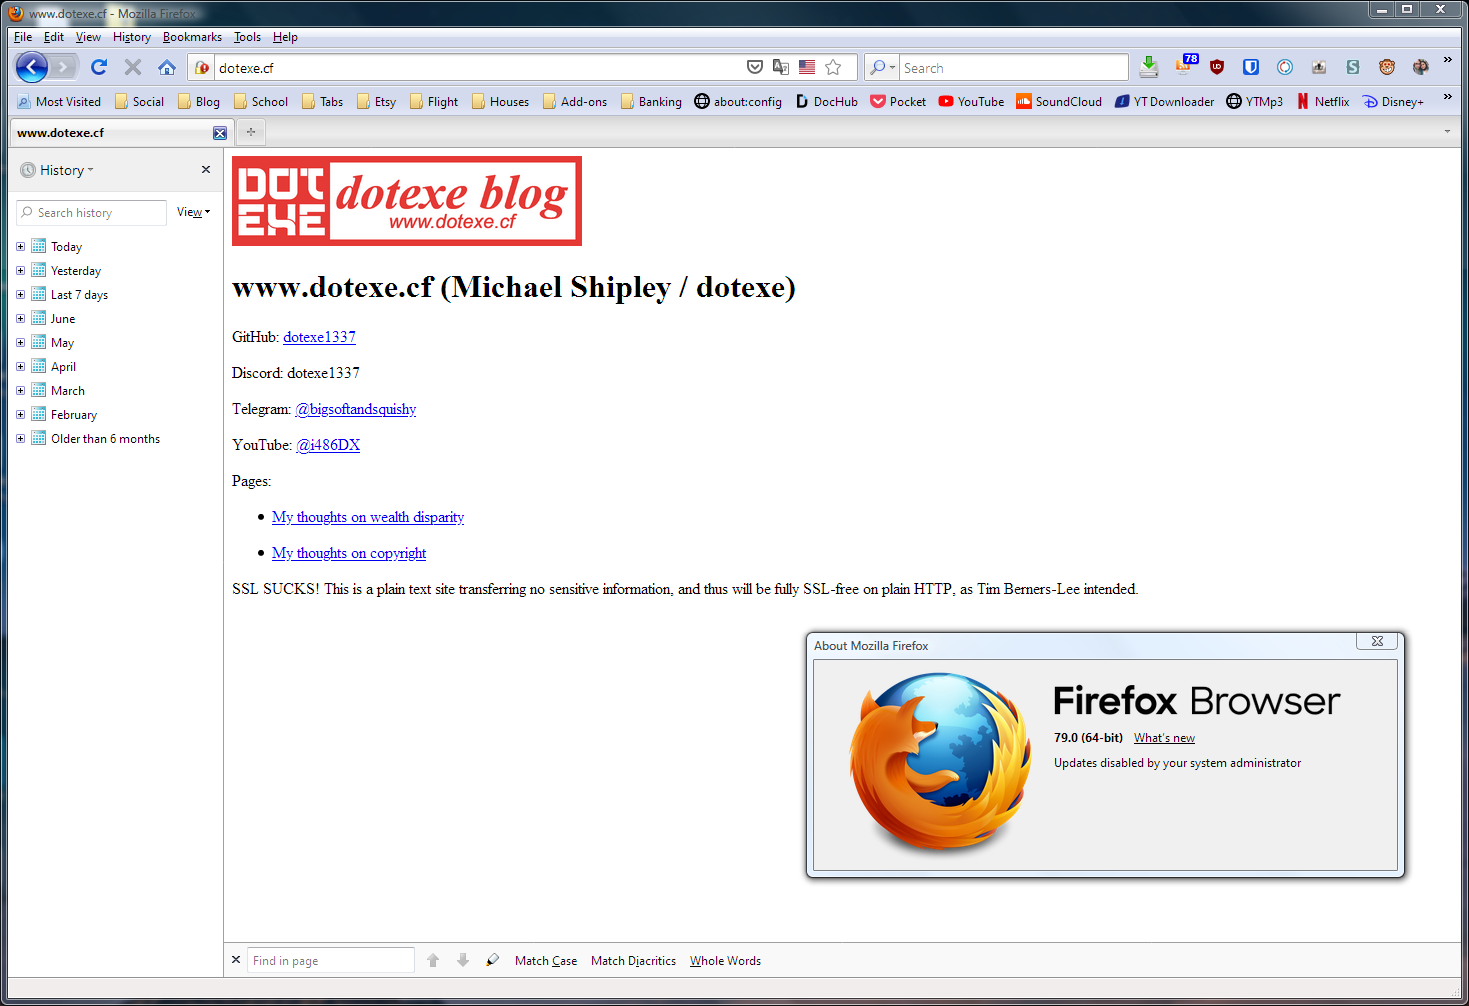 www.dotexe.cf - Mozilla Firefox
File Edit View History Bookmarks Tools Help
dotexe.cf
Search
78
Most Visited Social Blog School Tabs Etsy Flight Houses Add-ons Banking about:config DocHub Pocket YouTube SoundCloud YT Downloader YTMp3 Netflix Disney+
www.dotexe.cf
History
Search history
View
Today
Yesterday
Last 7 days
June
May
April
March
February
Older than 6 months
DOT
EXE
dotexe blog
www.dotexe.cf
www.dotexe.cf (Michael Shipley / dotexe)
GitHub: dotexe1337
Discord: dotexe1337
Telegram: @bigsoftandsquishy
YouTube: @i486DX
Pages:
My thoughts on wealth disparity
My thoughts on copyright
SSL SUCKS! This is a plain text site transferring no sensitive information, and thus will be fully SSL-free on plain HTTP, as Tim Berners-Lee intended.
About Mozilla Firefox
Firefox Browser
79.0 (64-bit) What's new
Updates disabled by your system administrator
Find in page
Match Case Match Diacritics Whole Words